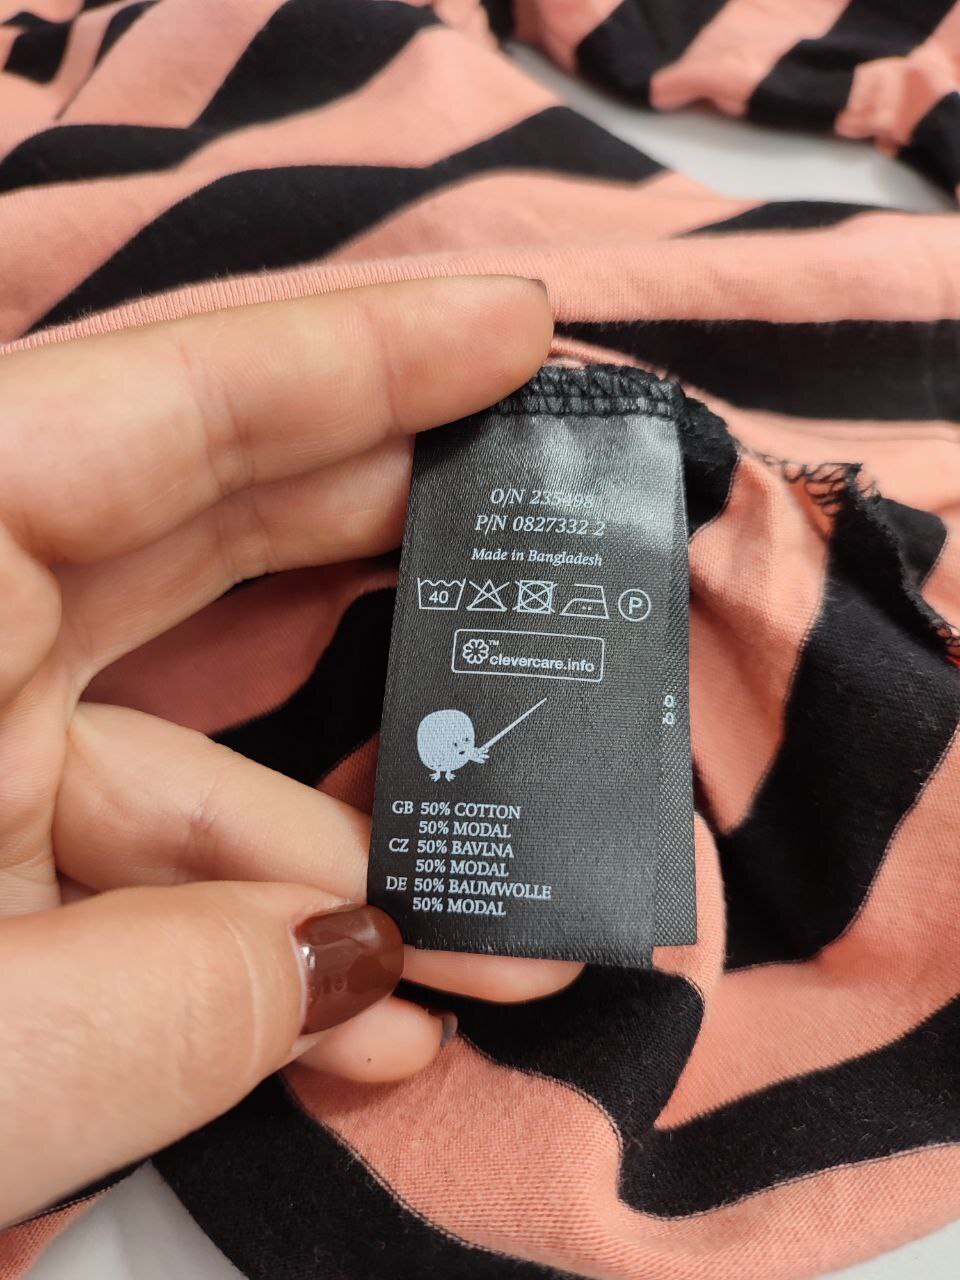 O/N 235498
P/N 0827332 2
Made in Bangladesh
40 P
™
clevercare.info
GB 50% COTTON
50% MODAL
CZ 50% BAVLNA
50% MODAL
DE 50% BAUMWOLLE
50% MODAL